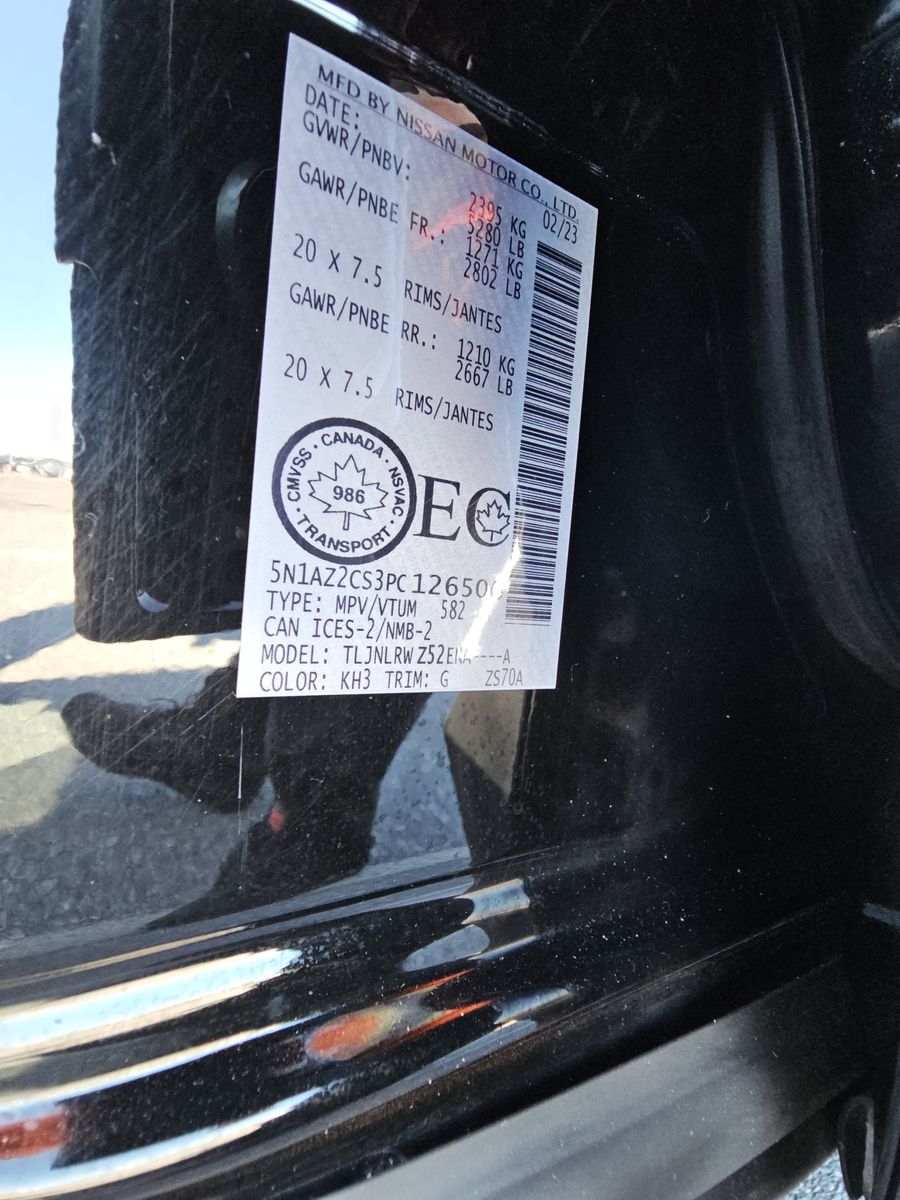 MFD BY NISSAN MOTOR CO., LTD.
DATE: 02/23
GVWR/PNBV: 2395 KG
5280 LB
GAWR/PNBE FR.: 1271 KG
2802 LB
20 X 7.5 RIMS/JANTES
GAWR/PNBE RR.: 1210 KG
2667 LB
20 X 7.5 RIMS/JANTES
CMVSS · CANADA · NSVAC · TRANSPORT ·
986
EC
5N1AZ2CS3PC12650
TYPE: MPV/VTUM 582
CAN ICES-2/NMB-2
MODEL: TLJNLRW Z52ENA----A
COLOR: KH3 TRIM: G ZS70A